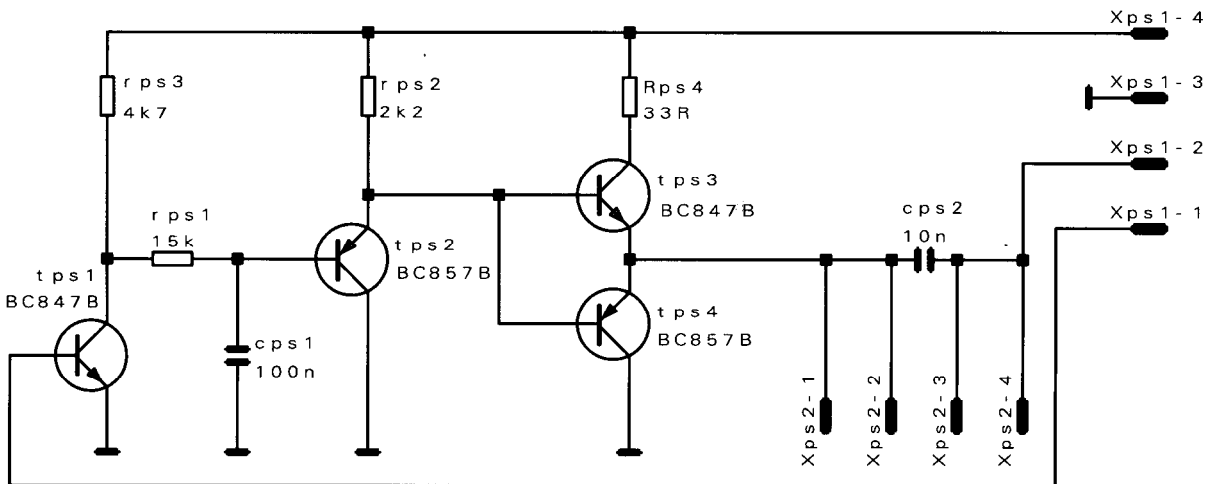 Xps1-4
rps3
4k7
rps2
2k2
Rps4
33R
Xps1-3
Xps1-2
tps3
BC847B
rps1
15k
cps2
10n
Xps1-1
tps2
BC857B
tps1
BC847B
tps4
BC857B
cps1
100n
Xps2-1
Xps2-2
Xps2-3
Xps2-4